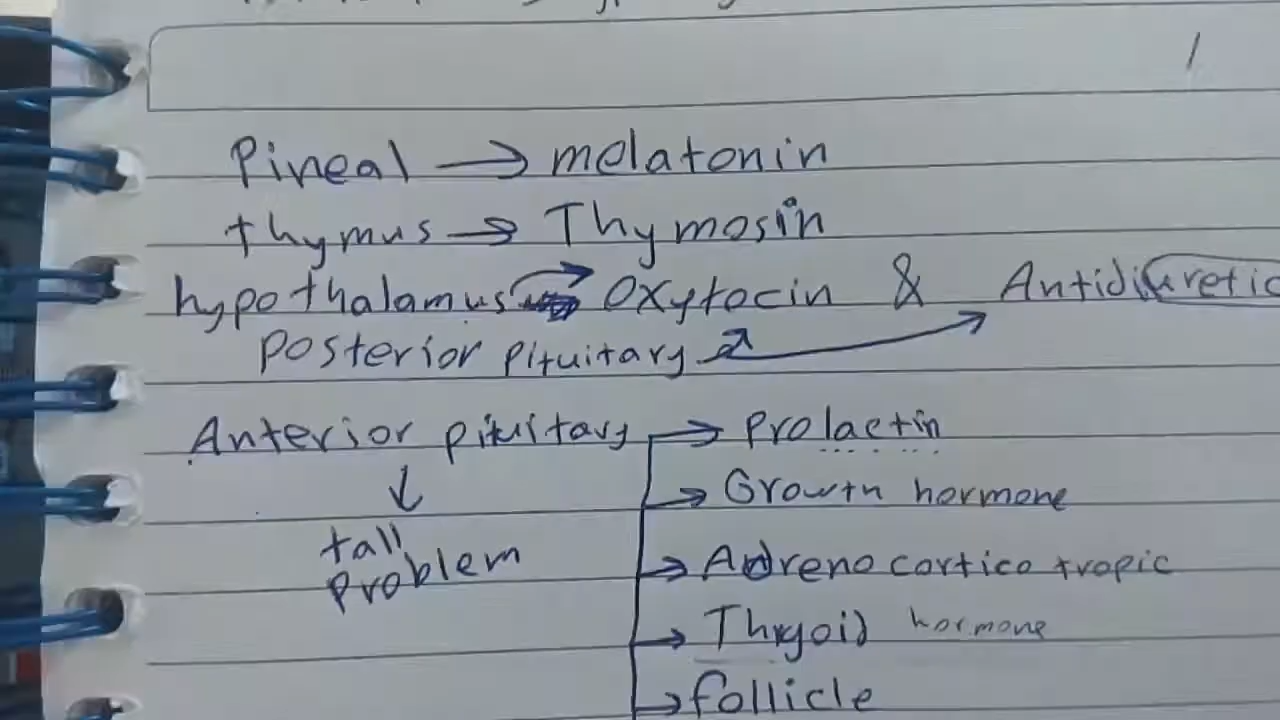 Pineal → melatonin
thymus → Thymosin
hypothalamus → Oxytocin & Antidiuretic
Posterior pituitary →
Anterior pituitary → Prolactin
→ Growth hormone
↓
tall
problem
→ Adreno cortico tropic
→ Thyroid hormone
→ follicle